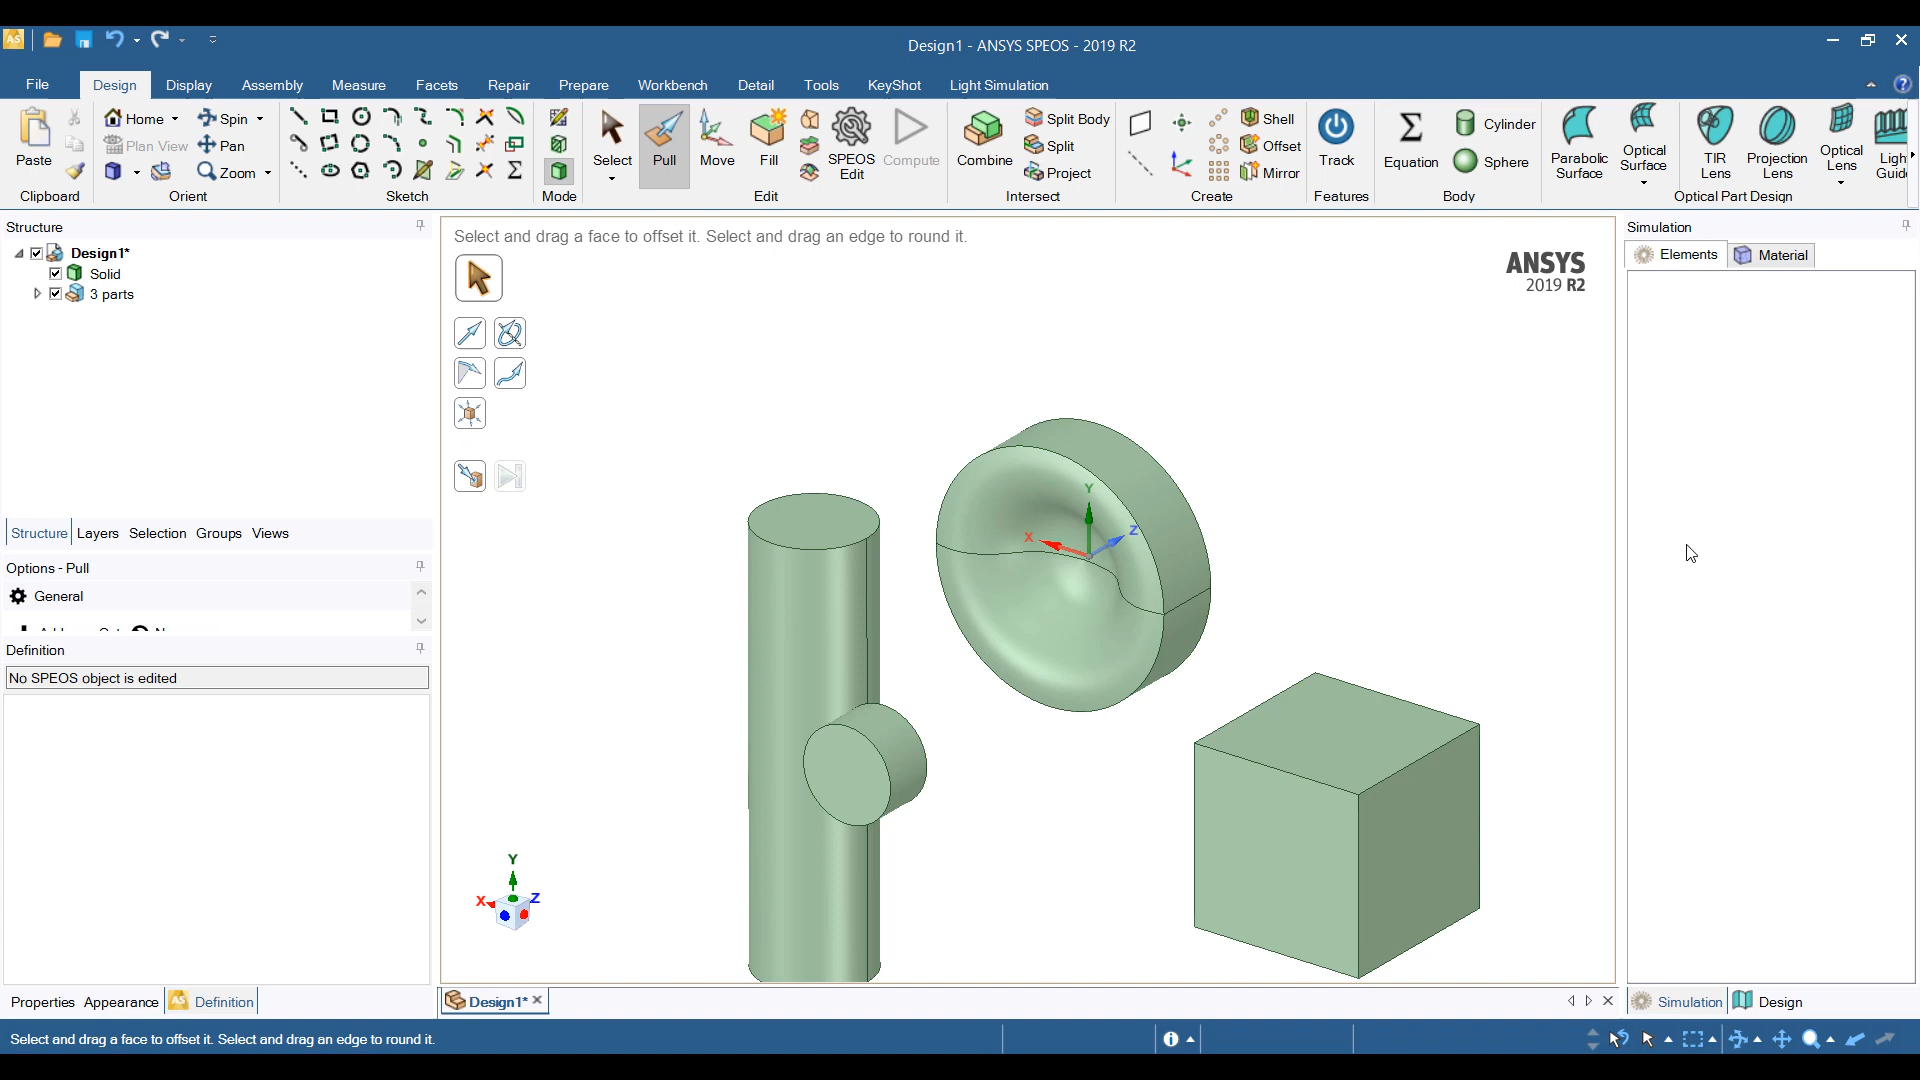 Design1 - ANSYS SPEOS - 2019 R2
File Design Display Assembly Measure Facets Repair Prepare Workbench Detail Tools KeyShot Light Simulation
Paste
Clipboard
Home Spin
Plan View Pan
Zoom
Orient
Sketch
Mode
Select Pull Move Fill SPEOS Edit Compute
Edit
Combine
Split Body
Split
Project
Intersect
Shell
Offset
Mirror
Create
Track
Features
Equation
Cylinder
Sphere
Body
Parabolic Surface
Optical Surface
TIR Lens
Projection Lens
Optical Lens
Optical Part Design
Structure
Design1*
Solid
3 parts
Structure Layers Selection Groups Views
Options - Pull
General
Definition
No SPEOS object is edited
Properties Appearance Definition
Select and drag a face to offset it. Select and drag an edge to round it.
ANSYS
2019 R2
Y
X
Z
Y
X
Z
Design1*
Simulation
Elements Material
Simulation Design
Select and drag a face to offset it. Select and drag an edge to round it.